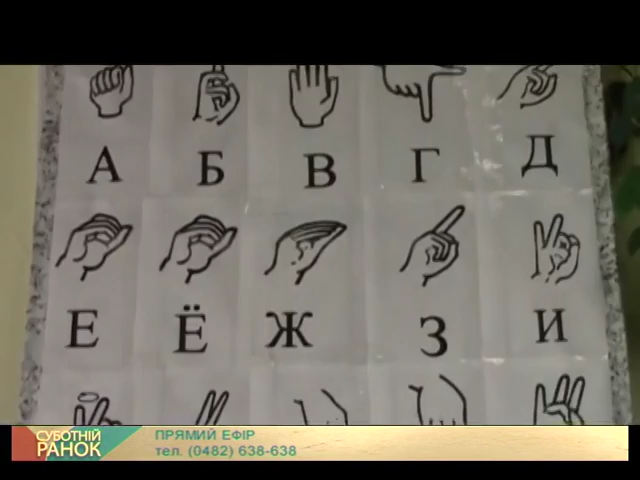 А Б В Г Д
Е Ё Ж З И
СУБОТНІЙ
РАНОК
ПРЯМИЙ ЕФІР
тел. (0482) 638-638